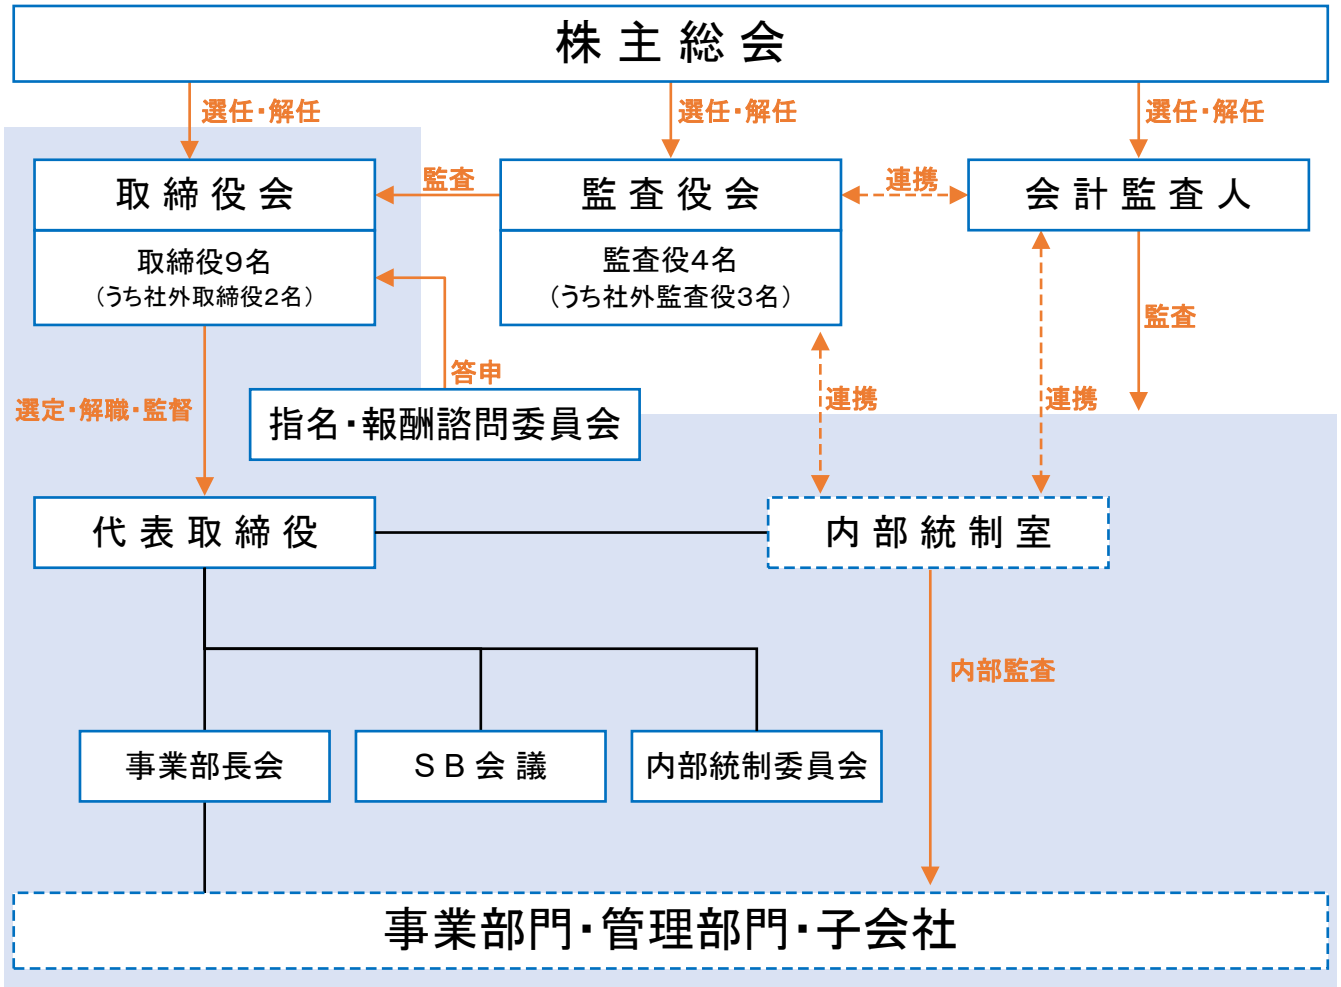 株主総会
選任・解任
選任・解任
選任・解任
取締役会
監査
監査役会
連携
会計監査人
取締役9名
（うち社外取締役2名）
監査役4名
（うち社外監査役3名）
監査
答申
選定・解職・監督
連携
連携
指名・報酬諮問委員会
代表取締役
内部統制室
内部監査
事業部長会
SB会議
内部統制委員会
事業部門・管理部門・子会社